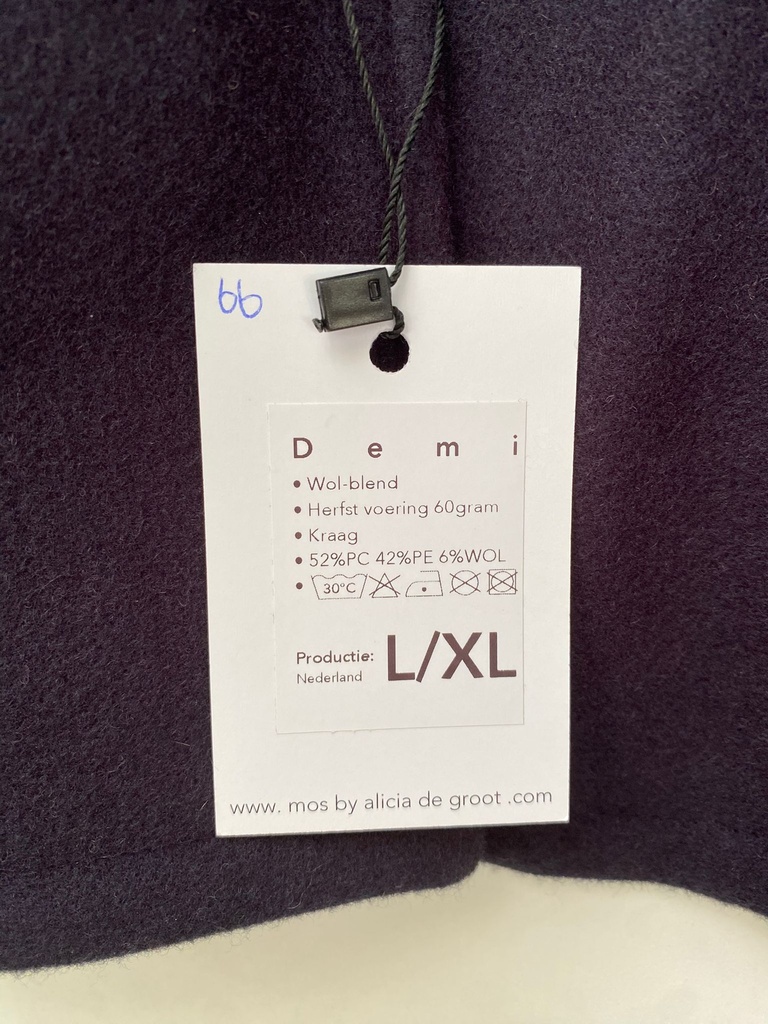 66
Demi
• Wol-blend
• Herfst voering 60gram
• Kraag
• 52%PC 42%PE 6%WOL
• 30°C
Productie: L/XL
Nederland
www. mos by alicia de groot .com